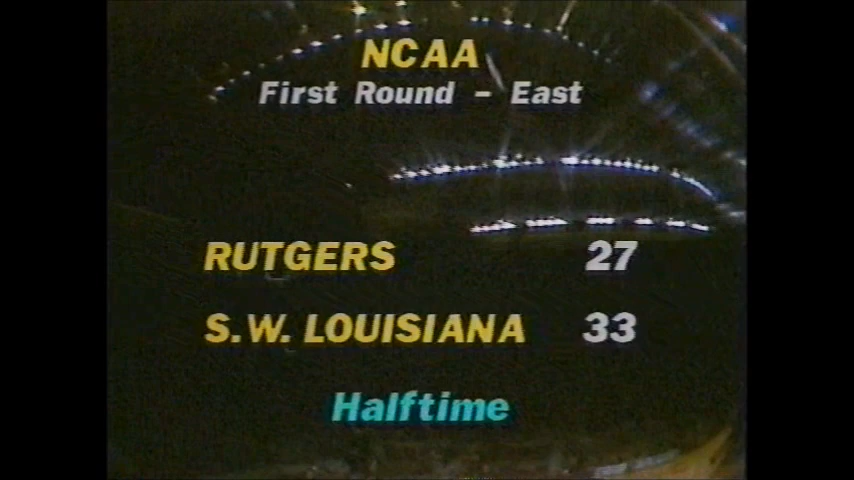 NCAA
First Round - East
RUTGERS 27
S.W. LOUISIANA 33
Halftime